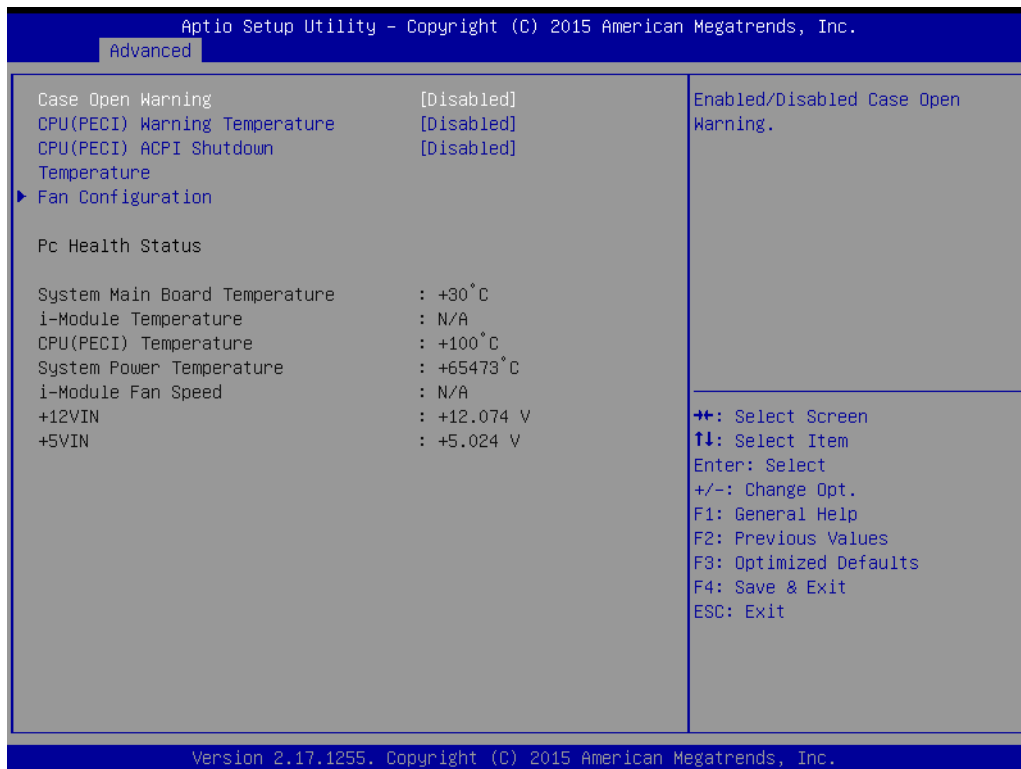 Aptio Setup Utility – Copyright (C) 2015 American Megatrends, Inc.
Advanced
Case Open Warning [Disabled]
CPU(PECI) Warning Temperature [Disabled]
CPU(PECI) ACPI Shutdown [Disabled]
Temperature
Fan Configuration
Pc Health Status
System Main Board Temperature : +30°C
i-Module Temperature : N/A
CPU(PECI) Temperature : +100°C
System Power Temperature : +65473°C
i-Module Fan Speed : N/A
+12VIN : +12.074 V
+5VIN : +5.024 V
Enabled/Disabled Case Open
Warning.
→←: Select Screen
↑↓: Select Item
Enter: Select
+/-: Change Opt.
F1: General Help
F2: Previous Values
F3: Optimized Defaults
F4: Save & Exit
ESC: Exit
Version 2.17.1255. Copyright (C) 2015 American Megatrends, Inc.